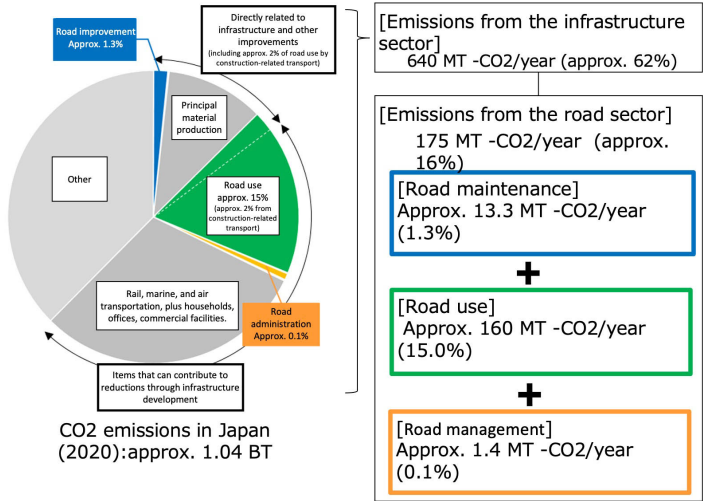 Road improvement
Approx. 1.3%
Directly related to
infrastructure and other
improvements
(including approx. 2% of road use by
construction-related transport)
Principal
material
production
Other
Road use
approx. 15%
(approx. 2% from
construction-related
transport)
Rail, marine, and air
transportation, plus households,
offices, commercial facilities.
Road
administration
Approx. 0.1%
Items that can contribute to
reductions through infrastructure
development
CO2 emissions in Japan
(2020):approx. 1.04 BT
[Emissions from the infrastructure
sector]
640 MT -CO2/year (approx. 62%)
[Emissions from the road sector]
175 MT -CO2/year (approx.
16%)
[Road maintenance]
Approx. 13.3 MT -CO2/year
(1.3%)
+
[Road use]
Approx. 160 MT -CO2/year
(15.0%)
+
[Road management]
Approx. 1.4 MT -CO2/year
(0.1%)